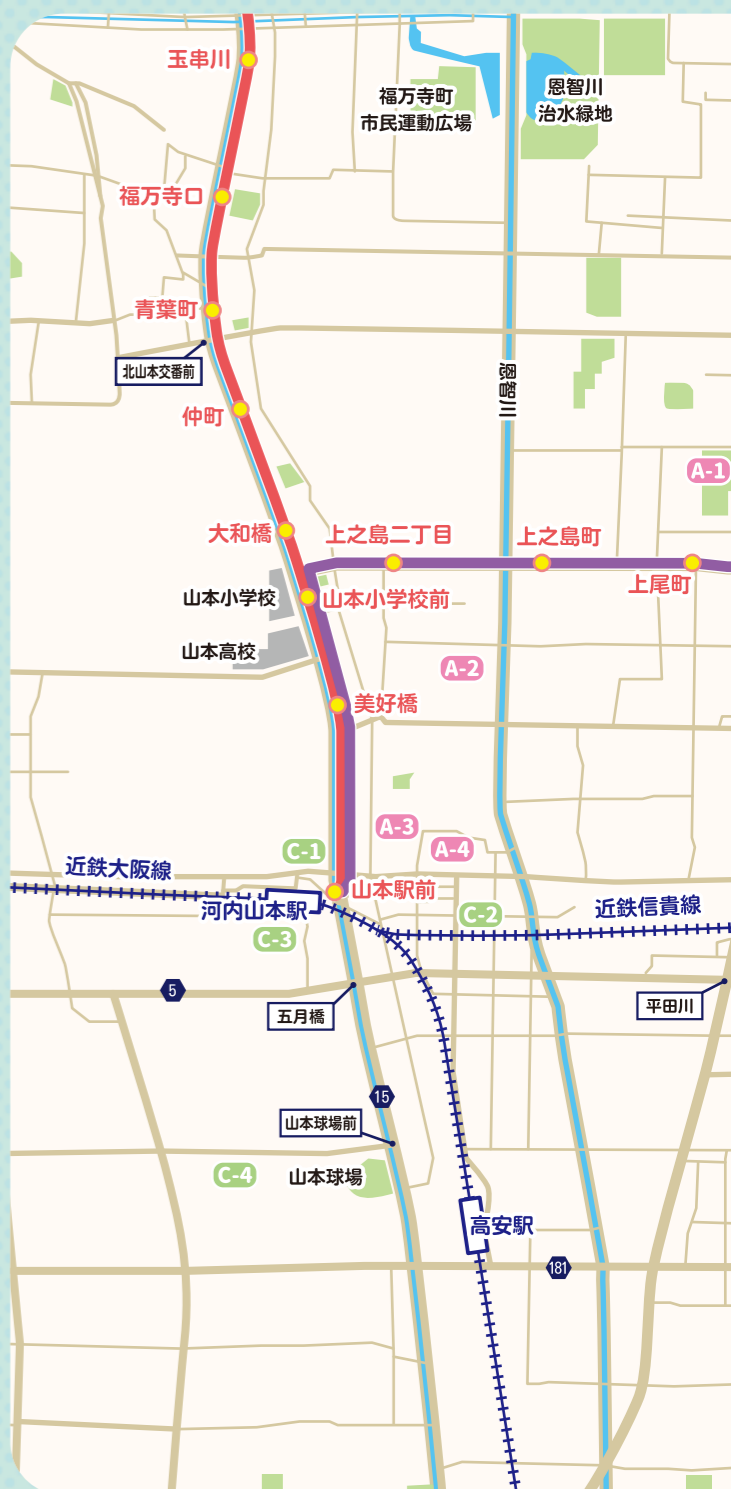 玉串川
福万寺町
市民運動広場
恩智川
治水緑地
福万寺口
青葉町
北山本交番前
恩智川
仲町
A-1
大和橋
上之島二丁目
上之島町
上尾町
山本小学校
山本小学校前
山本高校
A-2
美好橋
A-3
C-1
A-4
近鉄大阪線
山本駅前
河内山本駅
C-2
近鉄信貴線
C-3
5
五月橋
平田川
15
山本球場前
C-4
山本球場
高安駅
181